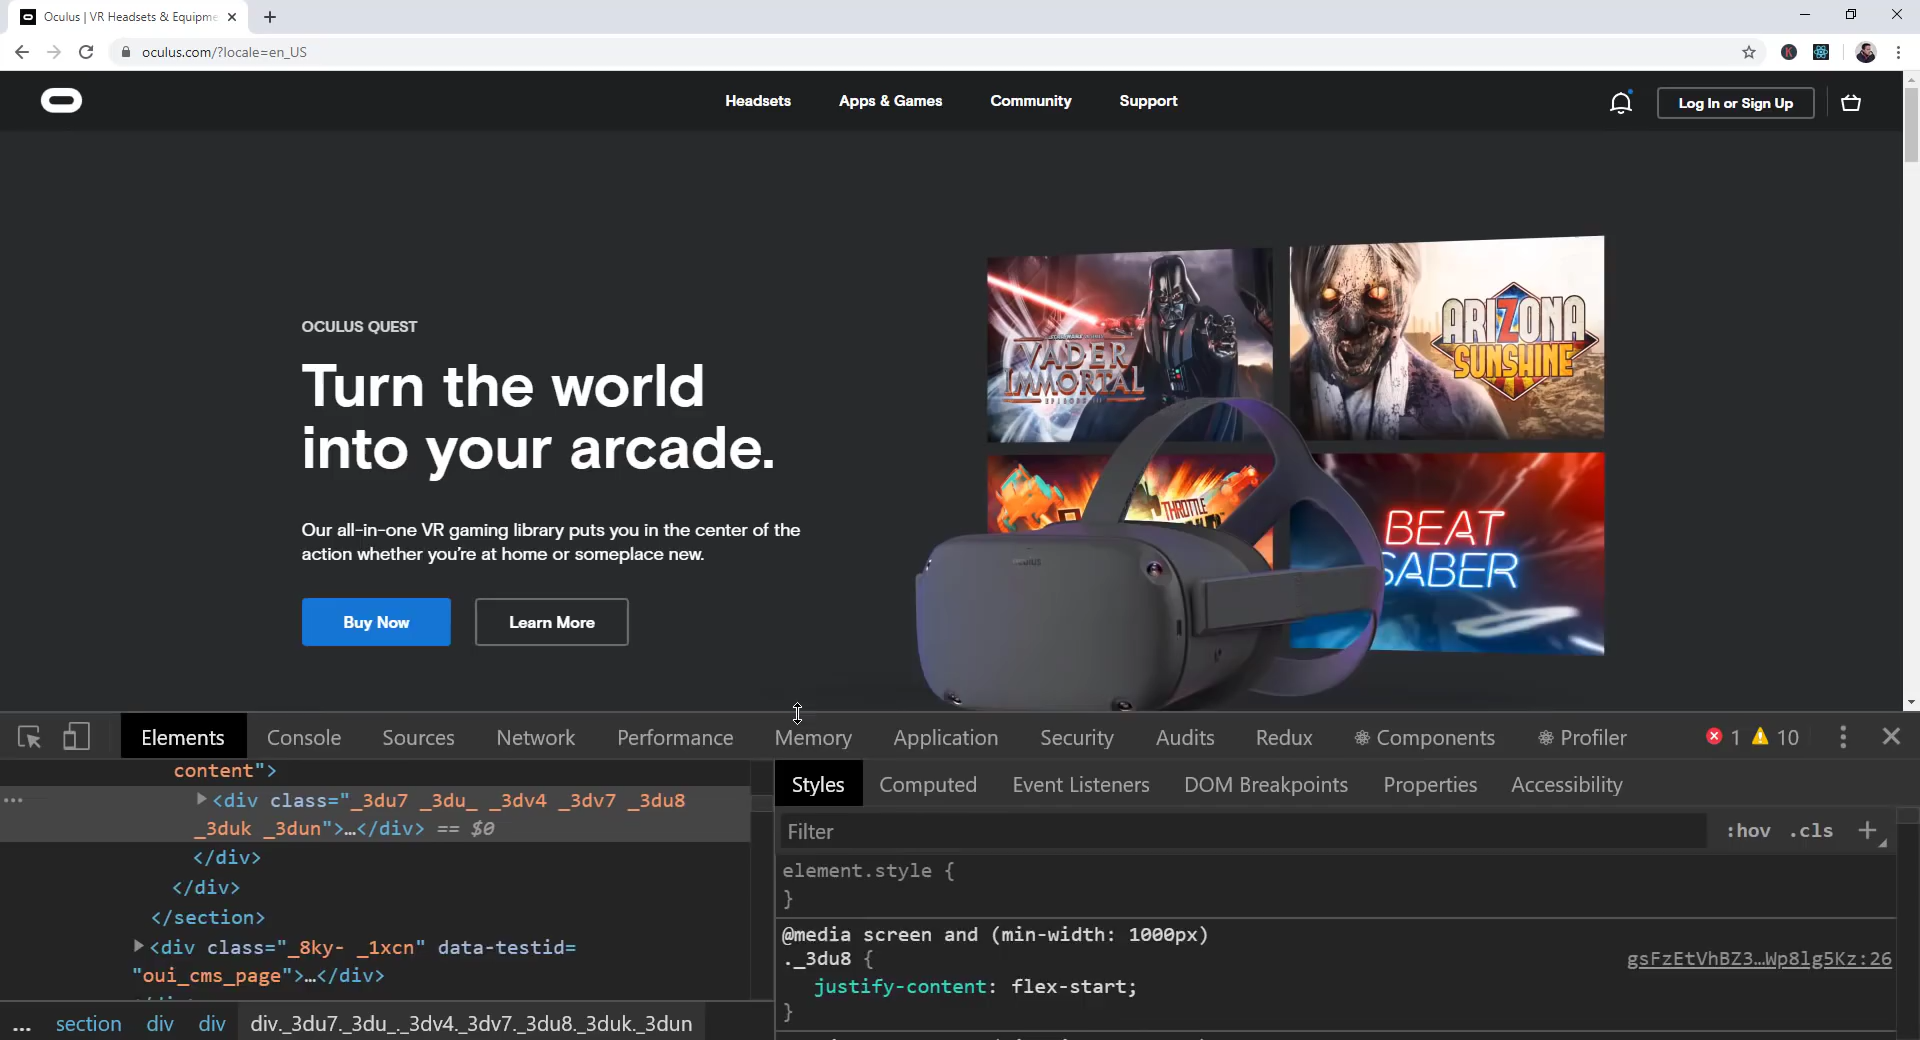 Oculus | VR Headsets & Equipme
oculus.com/?locale=en_US
Headsets
Apps & Games
Community
Support
Log In or Sign Up
OCULUS QUEST
Turn the world
into your arcade.
Our all-in-one VR gaming library puts you in the center of the
action whether you're at home or someplace new.
Buy Now
Learn More
VADER
IMMORTAL
ARIZONA
SUNSHINE
THROTTLE
BEAT
SABER
Elements
Console
Sources
Network
Performance
Memory
Application
Security
Audits
Redux
Components
Profiler
1
10
content">
<div class="_3du7 _3du_ _3dv4 _3dv7 _3du8
_3duk _3dun">…</div> == $0
</div>
</div>
</section>
<div class="_8ky- _1xcn" data-testid=
"oui_cms_page">…</div>
... section div div div._3du7._3du_._3dv4._3dv7._3du8._3duk._3dun
Styles
Computed
Event Listeners
DOM Breakpoints
Properties
Accessibility
Filter
:hov .cls +
element.style {
}
@media screen and (min-width: 1000px)
._3du8 {
gsFzEtVhBZ3…Wp8lg5Kz:26
justify-content: flex-start;
}